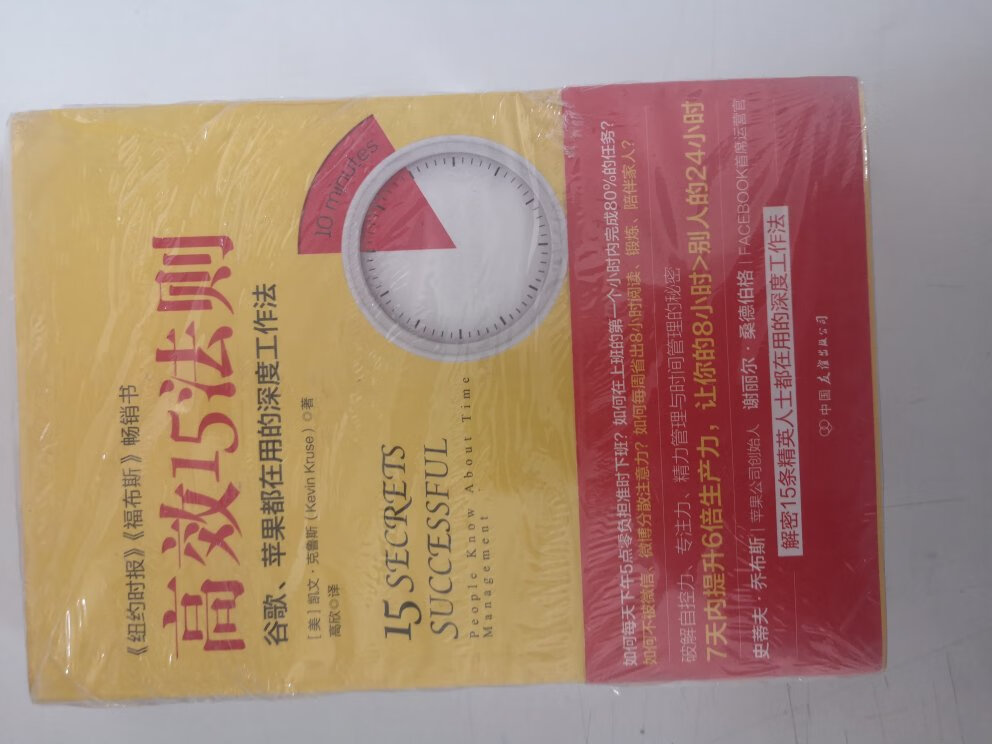 《纽约时报》《福布斯》畅销书
高效15法则
谷歌、苹果都在用的深度工作法
[美]凯文·克鲁斯(Kevin Kruse)◎著
高欣◎译
10 minutes
15 SECRETS
SUCCESSFUL
People Know About Time
Management
如何每天下午5点零负担准时下班？如何在上班的第一个小时内完成80%的任务？
如何不被微信、微博分散注意力？如何每周省出8小时阅读、锻炼、陪伴家人？
破解自控力、专注力、精力管理与时间管理的秘密
7天内提升6倍生产力，让你的8小时>别人的24小时
史蒂夫·乔布斯|苹果公司创始人 谢丽尔·桑德伯格|FACEBOOK首席运营官
解密15条精英人士都在用的深度工作法
中国友谊出版公司